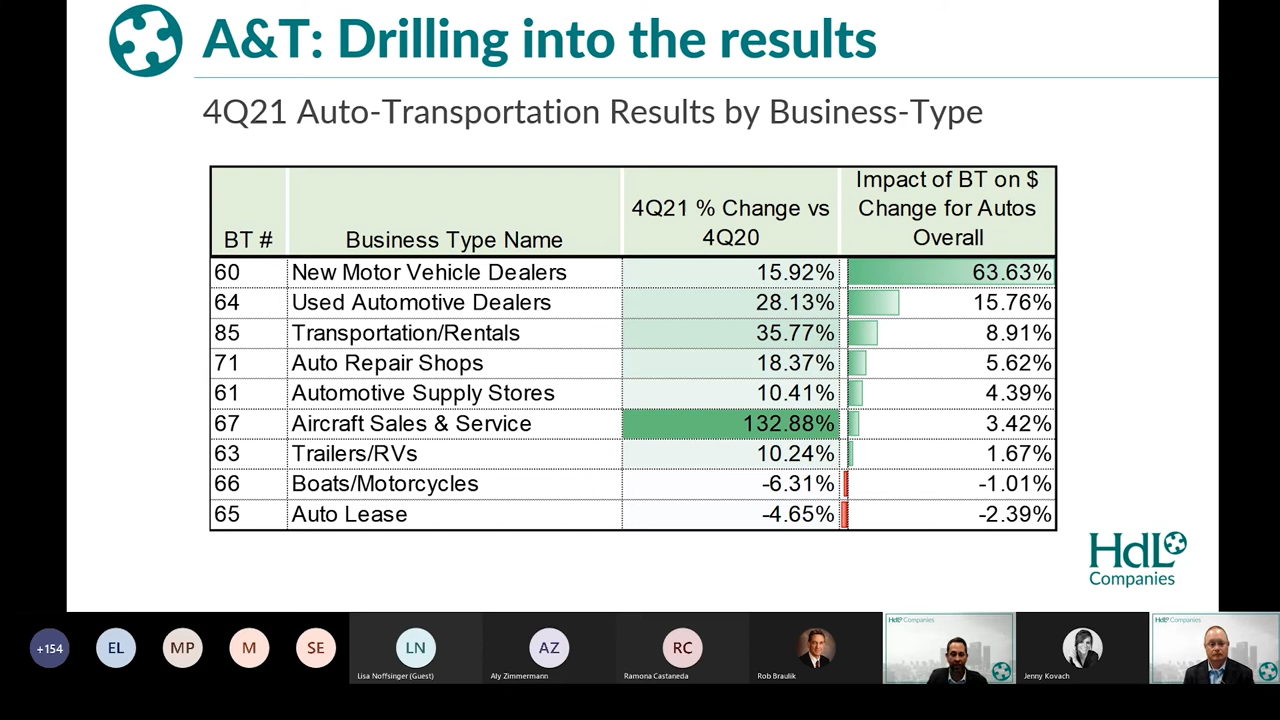 A&T: Drilling into the results
4Q21 Auto-Transportation Results by Business-Type
BT # Business Type Name 4Q21 % Change vs 4Q20 Impact of BT on $ Change for Autos Overall
60 New Motor Vehicle Dealers 15.92% 63.63%
64 Used Automotive Dealers 28.13% 15.76%
85 Transportation/Rentals 35.77% 8.91%
71 Auto Repair Shops 18.37% 5.62%
61 Automotive Supply Stores 10.41% 4.39%
67 Aircraft Sales & Service 132.88% 3.42%
63 Trailers/RVs 10.24% 1.67%
66 Boats/Motorcycles -6.31% -1.01%
65 Auto Lease -4.65% -2.39%
HdL
Companies
+154 EL MP M SE LN AZ RC
HdL Companies
HdL Companies
Lisa Noffsinger (Guest) Aly Zimmermann Ramona Castaneda Rob Braulik Jenny Kovach